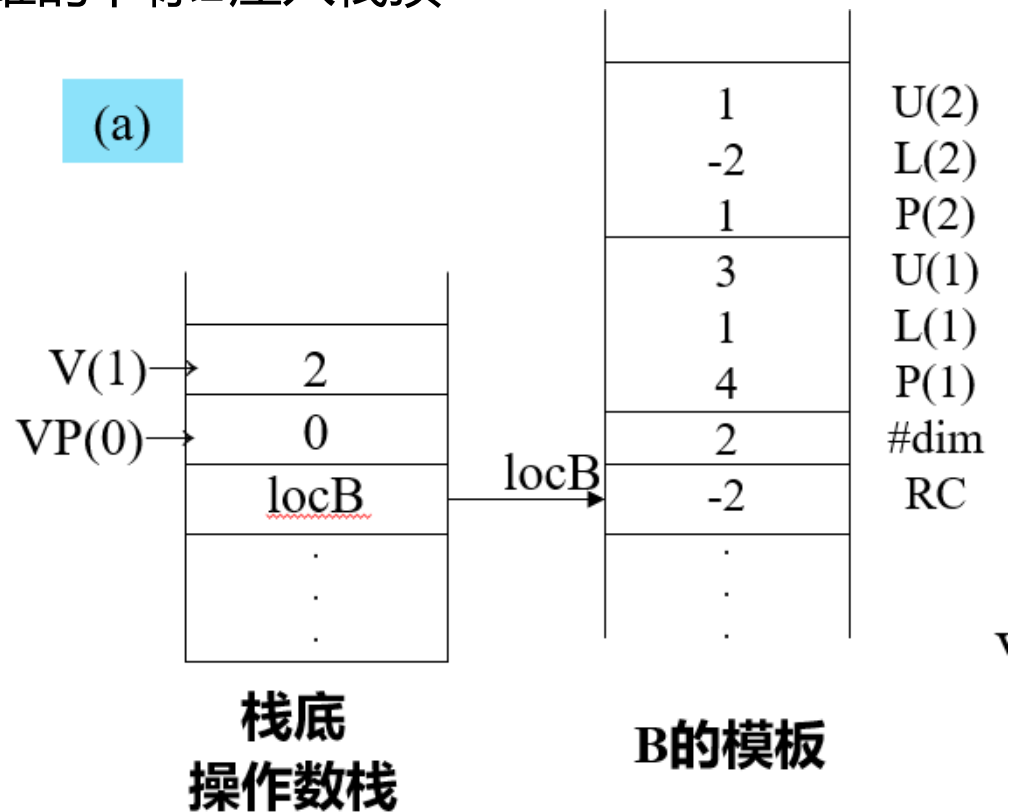 (a)
V(1)
2
VP(0)
0
locB
.
.
.
栈底
操作数栈
locB
1 U(2)
-2 L(2)
1 P(2)
3 U(1)
1 L(1)
4 P(1)
2 #dim
-2 RC
.
.
.
B的模板